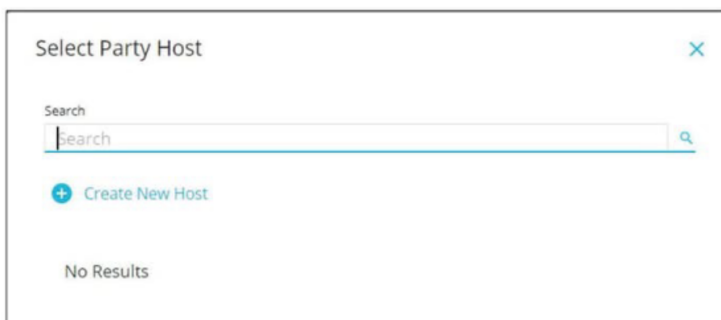 Select Party Host
Search
Search
Create New Host
No Results